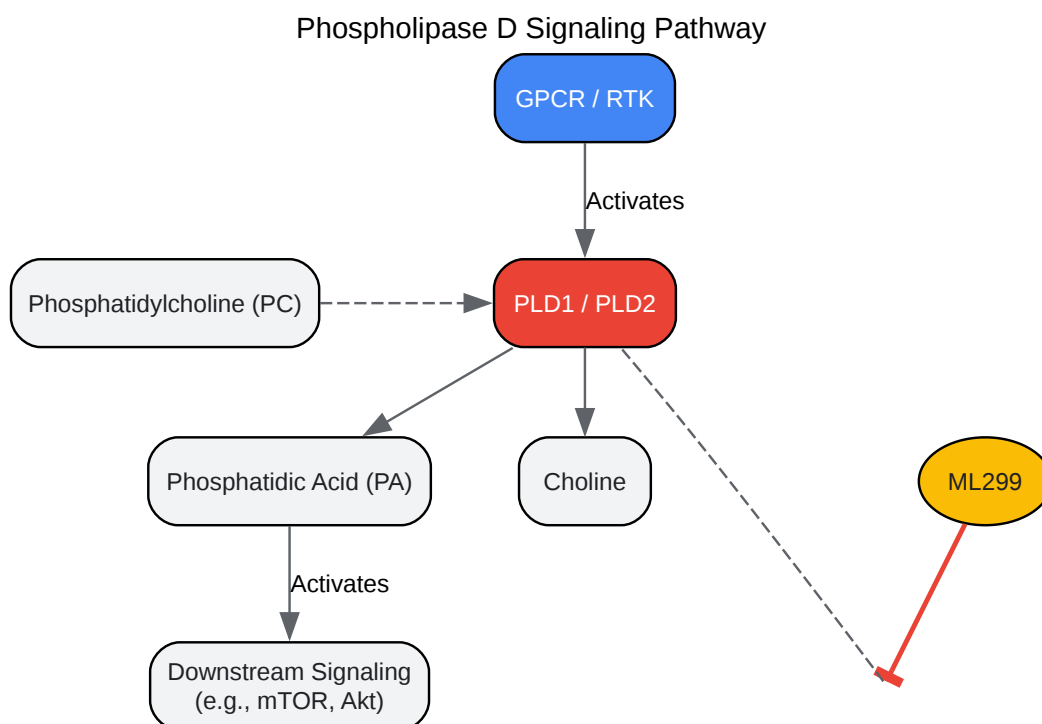 Phospholipase D Signaling Pathway
GPCR / RTK
Activates
Phosphatidylcholine (PC)
PLD1 / PLD2
Phosphatidic Acid (PA)
Choline
ML299
Activates
Downstream Signaling
(e.g., mTOR, Akt)